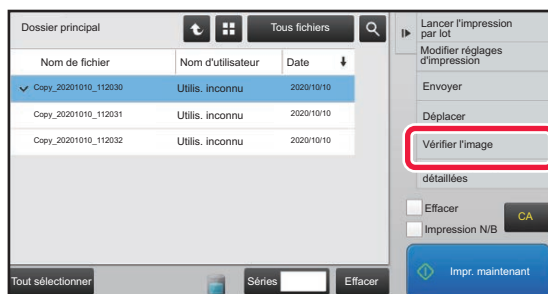 Dossier principal
Tous fichiers
Nom de fichier
Nom d'utilisateur
Date
Copy_20201010_112030
Utilis. inconnu
2020/10/10
Copy_20201010_112031
Utilis. inconnu
2020/10/10
Copy_20201010_112032
Utilis. inconnu
2020/10/10
Tout sélectionner
Séries
Effacer
Lancer l'impression
par lot
Modifier réglages
d'impression
Envoyer
Déplacer
Vérifier l'image
détaillées
Effacer
Impression N/B
CA
Impr. maintenant